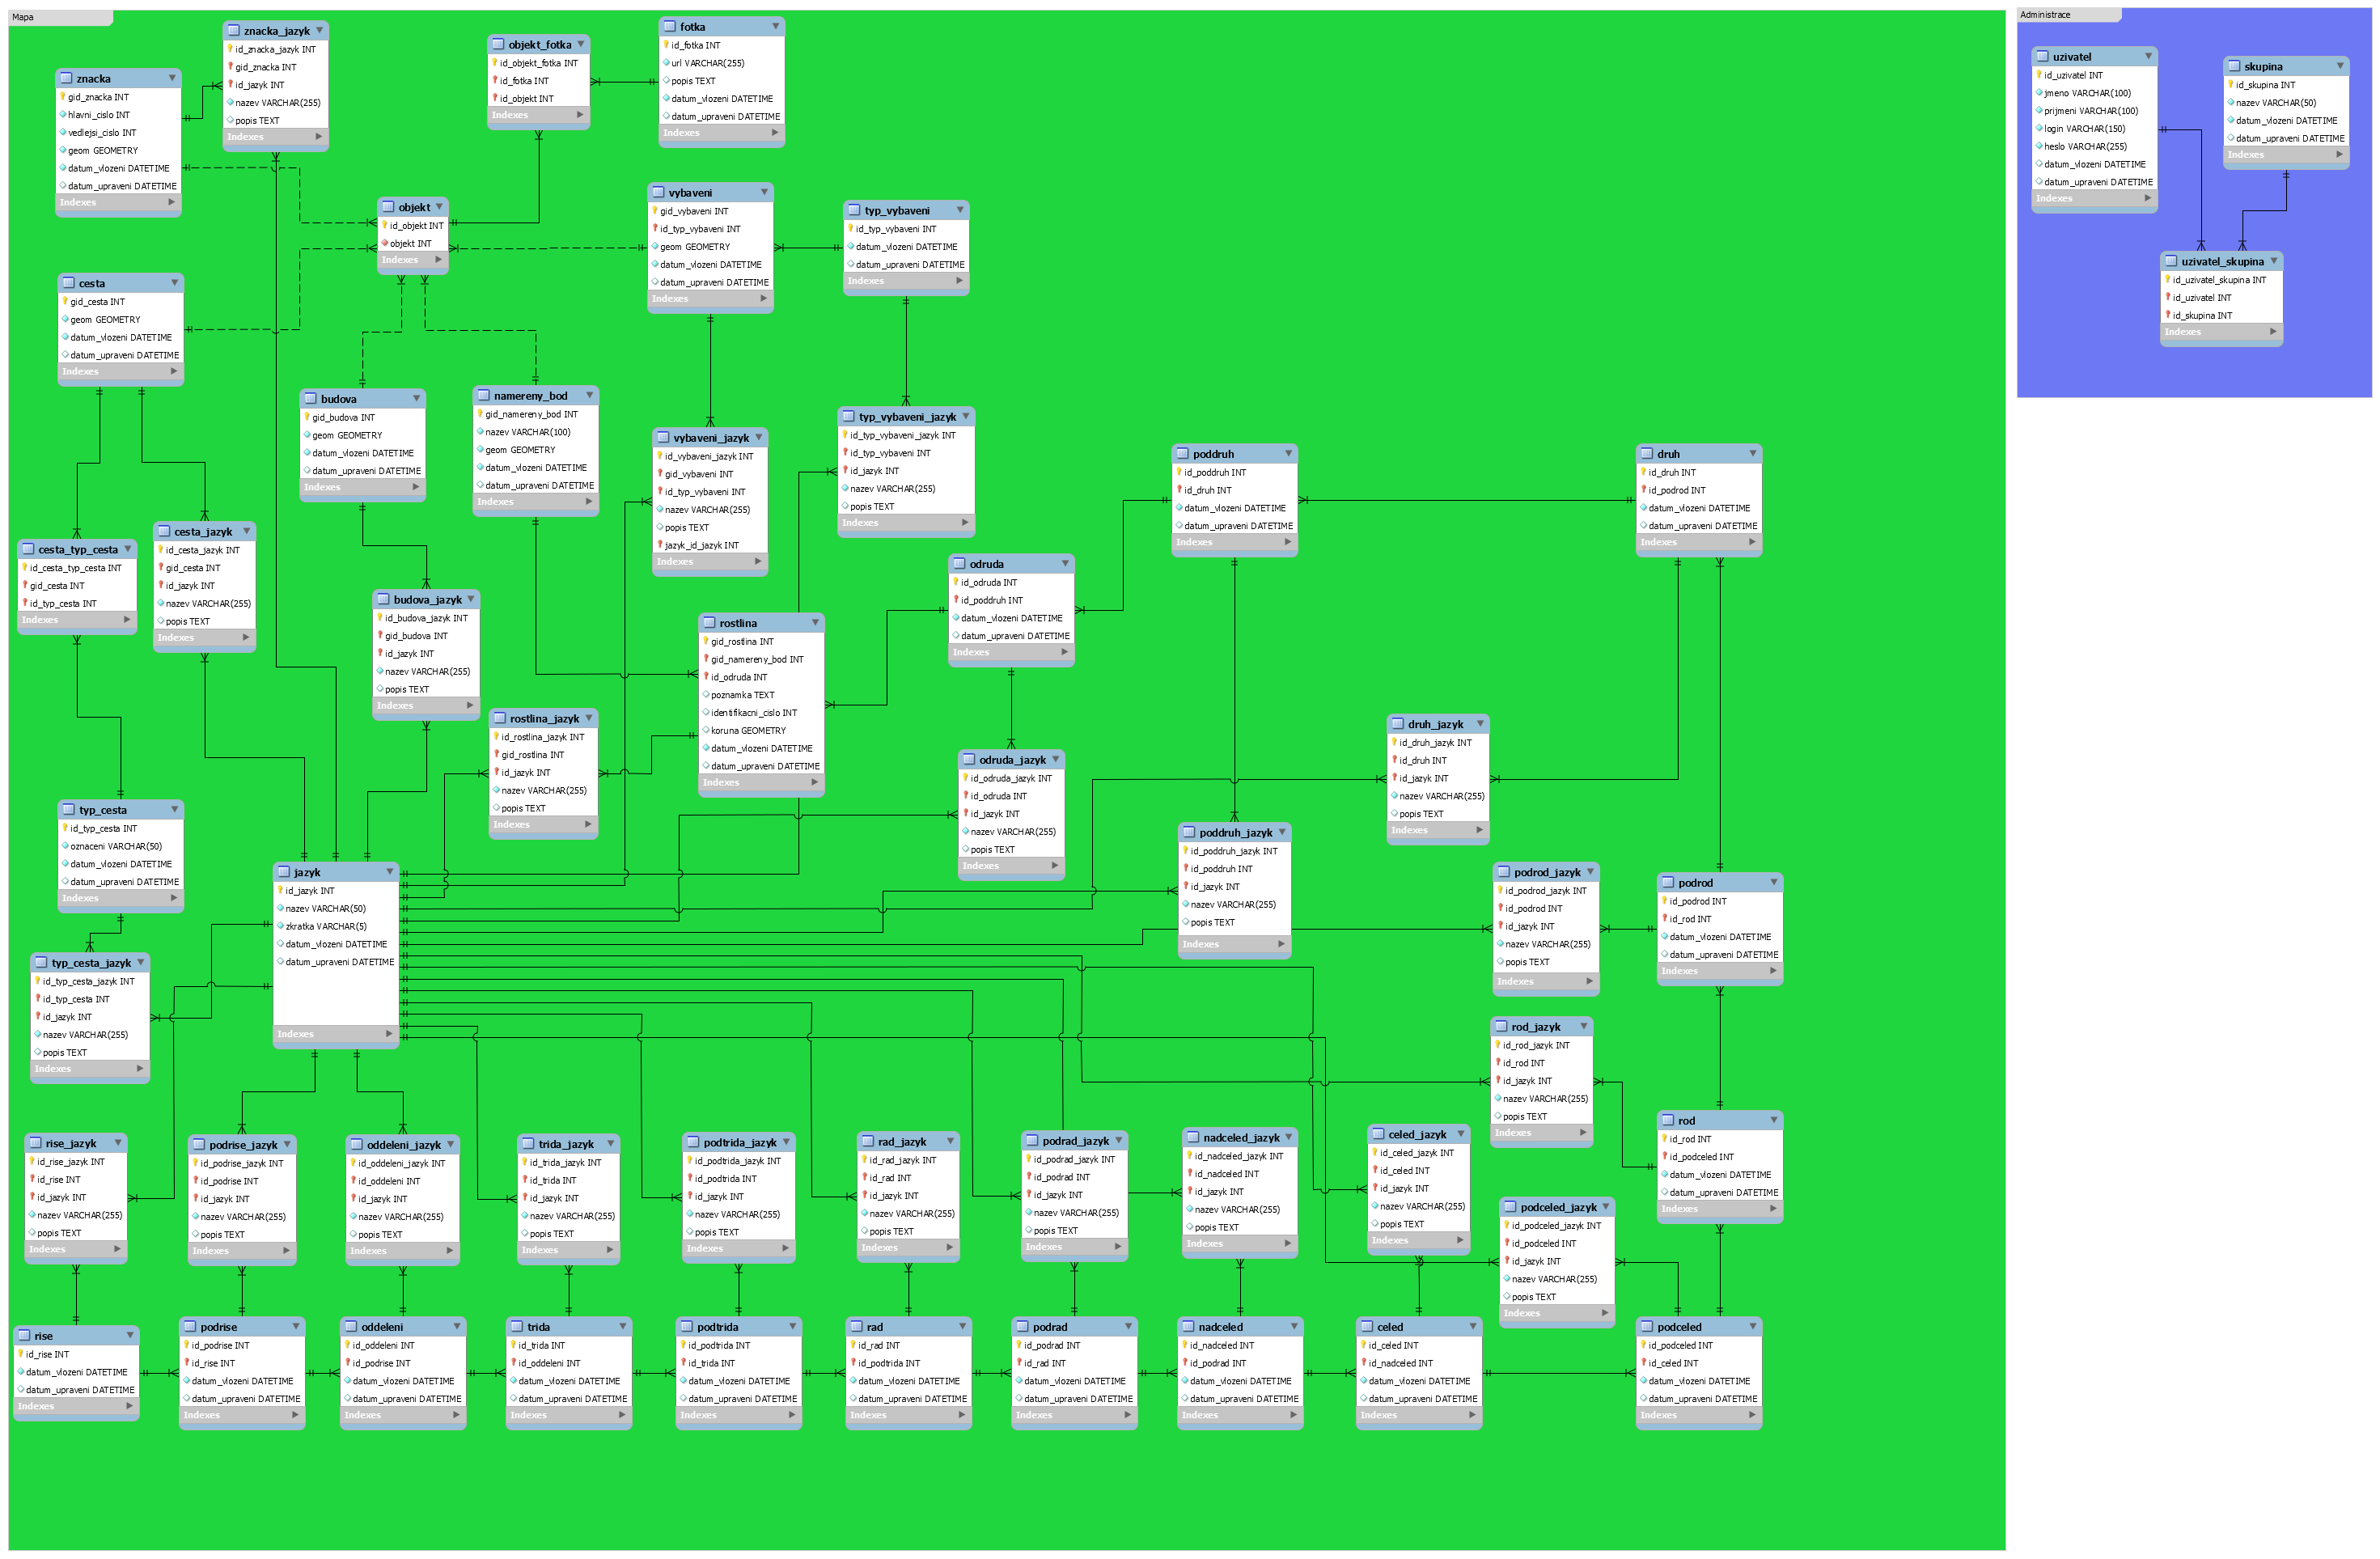 Mapa
Administrace
znacka_jazyk
id_znacka_jazyk INT
gid_znacka INT
id_jazyk INT
nazev VARCHAR(255)
popis TEXT
Indexes
fotka
id_fotka INT
url VARCHAR(255)
popis TEXT
datum_vlozeni DATETIME
datum_upraveni DATETIME
Indexes
objekt_fotka
id_objekt_fotka INT
id_fotka INT
id_objekt INT
Indexes
znacka
gid_znacka INT
hlavni_cislo INT
vedlejsi_cislo INT
geom GEOMETRY
datum_vlozeni DATETIME
datum_upraveni DATETIME
Indexes
uzivatel
id_uzivatel INT
jmeno VARCHAR(100)
prijmeni VARCHAR(100)
login VARCHAR(150)
heslo VARCHAR(255)
datum_vlozeni DATETIME
datum_upraveni DATETIME
Indexes
skupina
id_skupina INT
nazev VARCHAR(50)
datum_vlozeni DATETIME
datum_upraveni DATETIME
Indexes
uzivatel_skupina
id_uzivatel_skupina INT
id_uzivatel INT
id_skupina INT
Indexes
objekt
id_objekt INT
objekt INT
Indexes
vybaveni
gid_vybaveni INT
id_typ_vybaveni INT
geom GEOMETRY
datum_vlozeni DATETIME
datum_upraveni DATETIME
Indexes
typ_vybaveni
id_typ_vybaveni INT
datum_vlozeni DATETIME
datum_upraveni DATETIME
Indexes
cesta
gid_cesta INT
geom GEOMETRY
datum_vlozeni DATETIME
datum_upraveni DATETIME
Indexes
budova
gid_budova INT
geom GEOMETRY
datum_vlozeni DATETIME
datum_upraveni DATETIME
Indexes
namereny_bod
gid_namereny_bod INT
nazev VARCHAR(100)
geom GEOMETRY
datum_vlozeni DATETIME
datum_upraveni DATETIME
Indexes
vybaveni_jazyk
id_vybaveni_jazyk INT
gid_vybaveni INT
id_typ_vybaveni INT
nazev VARCHAR(255)
popis TEXT
jazyk_id_jazyk INT
Indexes
typ_vybaveni_jazyk
id_typ_vybaveni_jazyk INT
id_typ_vybaveni INT
id_jazyk INT
nazev VARCHAR(255)
popis TEXT
Indexes
poddruh
id_poddruh INT
id_druh INT
datum_vlozeni DATETIME
datum_upraveni DATETIME
Indexes
druh
id_druh INT
id_podrod INT
datum_vlozeni DATETIME
datum_upraveni DATETIME
Indexes
cesta_typ_cesta
id_cesta_typ_cesta INT
gid_cesta INT
id_typ_cesta INT
Indexes
cesta_jazyk
id_cesta_jazyk INT
gid_cesta INT
id_jazyk INT
nazev VARCHAR(255)
popis TEXT
Indexes
budova_jazyk
id_budova_jazyk INT
gid_budova INT
id_jazyk INT
nazev VARCHAR(255)
popis TEXT
Indexes
odruda
id_odruda INT
id_poddruh INT
datum_vlozeni DATETIME
datum_upraveni DATETIME
Indexes
rostlina
gid_rostlina INT
gid_namereny_bod INT
id_odruda INT
poznamka TEXT
identifikacni_cislo INT
koruna GEOMETRY
datum_vlozeni DATETIME
datum_upraveni DATETIME
Indexes
rostlina_jazyk
id_rostlina_jazyk INT
gid_rostlina INT
id_jazyk INT
nazev VARCHAR(255)
popis TEXT
Indexes
odruda_jazyk
id_odruda_jazyk INT
id_odruda INT
id_jazyk INT
nazev VARCHAR(255)
popis TEXT
Indexes
druh_jazyk
id_druh_jazyk INT
id_druh INT
id_jazyk INT
nazev VARCHAR(255)
popis TEXT
Indexes
typ_cesta
id_typ_cesta INT
oznaceni VARCHAR(50)
datum_vlozeni DATETIME
datum_upraveni DATETIME
Indexes
poddruh_jazyk
id_poddruh_jazyk INT
id_poddruh INT
id_jazyk INT
nazev VARCHAR(255)
popis TEXT
Indexes
jazyk
id_jazyk INT
nazev VARCHAR(50)
zkratka VARCHAR(5)
datum_vlozeni DATETIME
datum_upraveni DATETIME
Indexes
podrod_jazyk
id_podrod_jazyk INT
id_podrod INT
id_jazyk INT
nazev VARCHAR(255)
popis TEXT
Indexes
podrod
id_podrod INT
id_rod INT
datum_vlozeni DATETIME
datum_upraveni DATETIME
Indexes
typ_cesta_jazyk
id_typ_cesta_jazyk INT
id_typ_cesta INT
id_jazyk INT
nazev VARCHAR(255)
popis TEXT
Indexes
rod_jazyk
id_rod_jazyk INT
id_rod INT
id_jazyk INT
nazev VARCHAR(255)
popis TEXT
Indexes
rod
id_rod INT
id_podceled INT
datum_vlozeni DATETIME
datum_upraveni DATETIME
Indexes
rise_jazyk
id_rise_jazyk INT
id_rise INT
id_jazyk INT
nazev VARCHAR(255)
popis TEXT
Indexes
podrise_jazyk
id_podrise_jazyk INT
id_podrise INT
id_jazyk INT
nazev VARCHAR(255)
popis TEXT
Indexes
oddeleni_jazyk
id_oddeleni_jazyk INT
id_oddeleni INT
id_jazyk INT
nazev VARCHAR(255)
popis TEXT
Indexes
trida_jazyk
id_trida_jazyk INT
id_trida INT
id_jazyk INT
nazev VARCHAR(255)
popis TEXT
Indexes
podtrida_jazyk
id_podtrida_jazyk INT
id_podtrida INT
id_jazyk INT
nazev VARCHAR(255)
popis TEXT
Indexes
rad_jazyk
id_rad_jazyk INT
id_rad INT
id_jazyk INT
nazev VARCHAR(255)
popis TEXT
Indexes
podrad_jazyk
id_podrad_jazyk INT
id_podrad INT
id_jazyk INT
nazev VARCHAR(255)
popis TEXT
Indexes
nadceled_jazyk
id_nadceled_jazyk INT
id_nadceled INT
id_jazyk INT
nazev VARCHAR(255)
popis TEXT
Indexes
celed_jazyk
id_celed_jazyk INT
id_celed INT
id_jazyk INT
nazev VARCHAR(255)
popis TEXT
Indexes
podceled_jazyk
id_podceled_jazyk INT
id_podceled INT
id_jazyk INT
nazev VARCHAR(255)
popis TEXT
Indexes
rise
id_rise INT
datum_vlozeni DATETIME
datum_upraveni DATETIME
Indexes
podrise
id_podrise INT
id_rise INT
datum_vlozeni DATETIME
datum_upraveni DATETIME
Indexes
oddeleni
id_oddeleni INT
id_podrise INT
datum_vlozeni DATETIME
datum_upraveni DATETIME
Indexes
trida
id_trida INT
id_oddeleni INT
datum_vlozeni DATETIME
datum_upraveni DATETIME
Indexes
podtrida
id_podtrida INT
id_trida INT
datum_vlozeni DATETIME
datum_upraveni DATETIME
Indexes
rad
id_rad INT
id_podtrida INT
datum_vlozeni DATETIME
datum_upraveni DATETIME
Indexes
podrad
id_podrad INT
id_rad INT
datum_vlozeni DATETIME
datum_upraveni DATETIME
Indexes
nadceled
id_nadceled INT
id_podrad INT
datum_vlozeni DATETIME
datum_upraveni DATETIME
Indexes
celed
id_celed INT
id_nadceled INT
datum_vlozeni DATETIME
datum_upraveni DATETIME
Indexes
podceled
id_podceled INT
id_celed INT
datum_vlozeni DATETIME
datum_upraveni DATETIME
Indexes